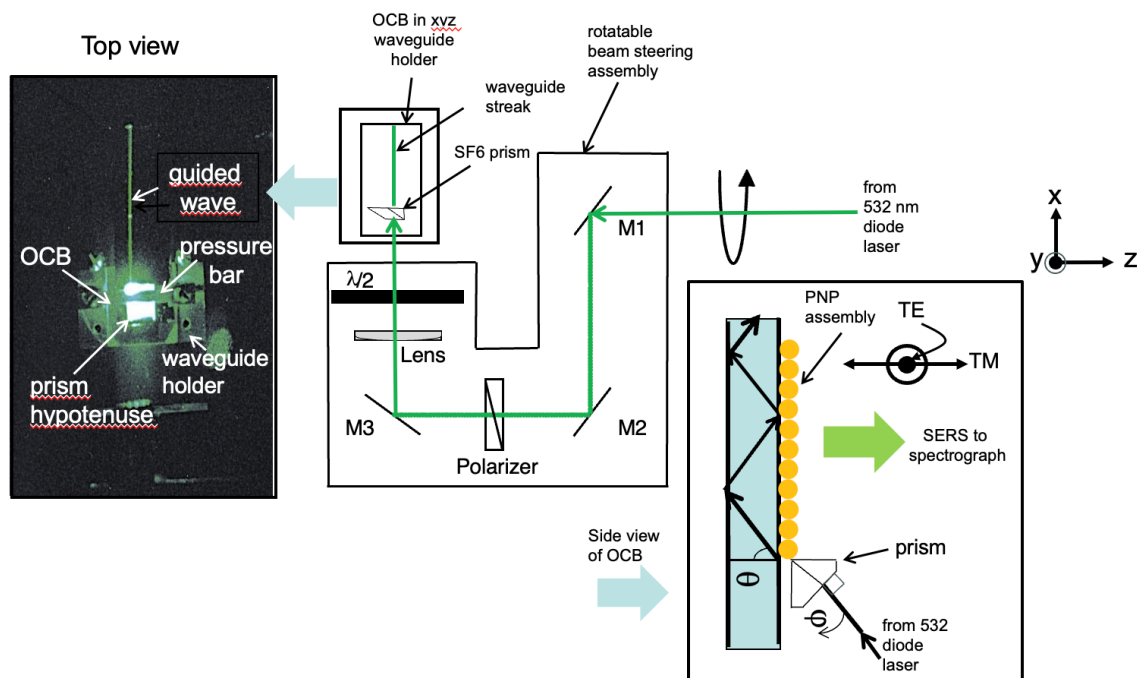 Top view
guided
wave
OCB
pressure
bar
waveguide
holder
prism
hypotenuse
OCB in xvz
waveguide
holder
waveguide
streak
SF6 prism
rotatable
beam steering
assembly
M1
from
532 nm
diode
laser
x
y
z
λ/2
Lens
M3
Polarizer
M2
PNP
assembly
TE
TM
SERS to
spectrograph
Side view
of OCB
θ
prism
φ
from 532
diode
laser